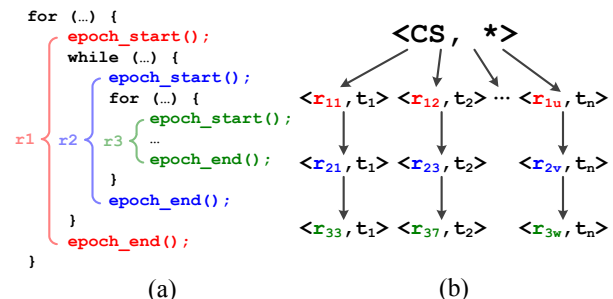 for (…) {
epoch_start();
while (…) {
epoch_start();
for (…) {
r1 r2 r3 epoch_start();
…
epoch_end();
}
epoch_end();
}
epoch_end();
}
(a)
<CS, *>
<r11,t1> <r12,t2> … <r1u,tn>
<r21,t1> <r23,t2> <r2v,tn>
<r33,t1> <r37,t2> <r3w,tn>
(b)